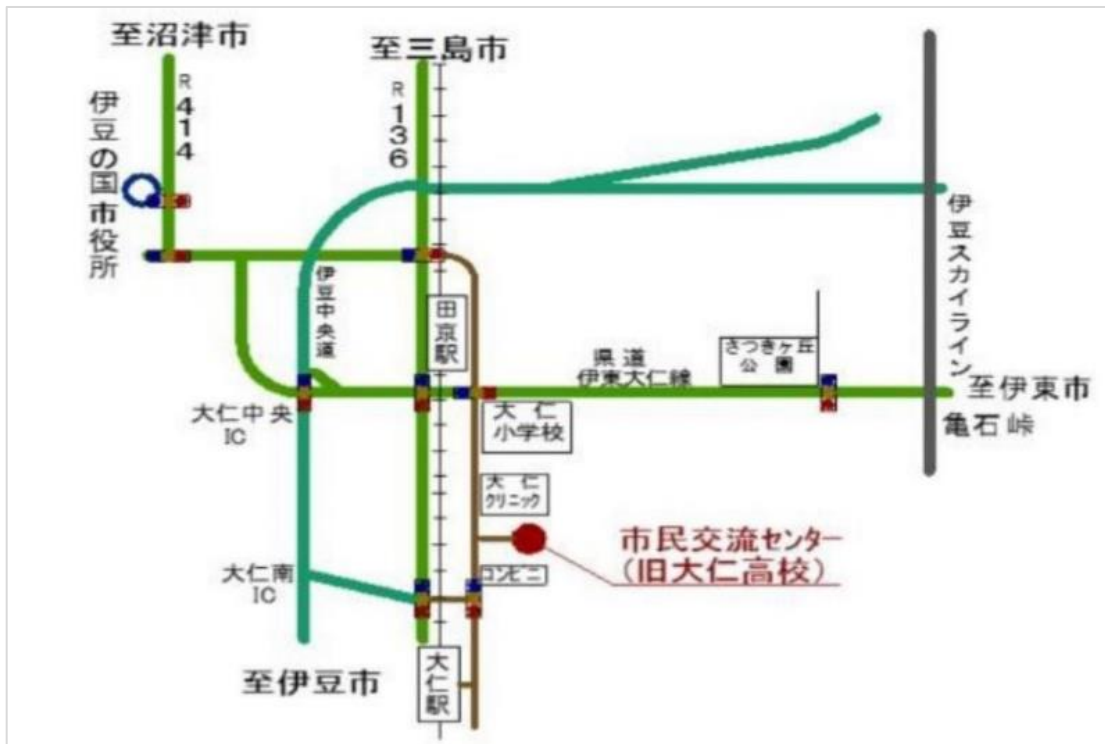 至沼津市
至三島市
R414
R136
伊豆の国市役所
伊豆中央道
田京駅
伊豆スカイライン
さつきヶ丘
公園
県道
伊東大仁線
至伊東市
亀石峠
大仁中央
IC
大仁
小学校
大仁
クリニック
市民交流センター
(旧大仁高校)
コンビニ
大仁南
IC
至伊豆市
大仁駅